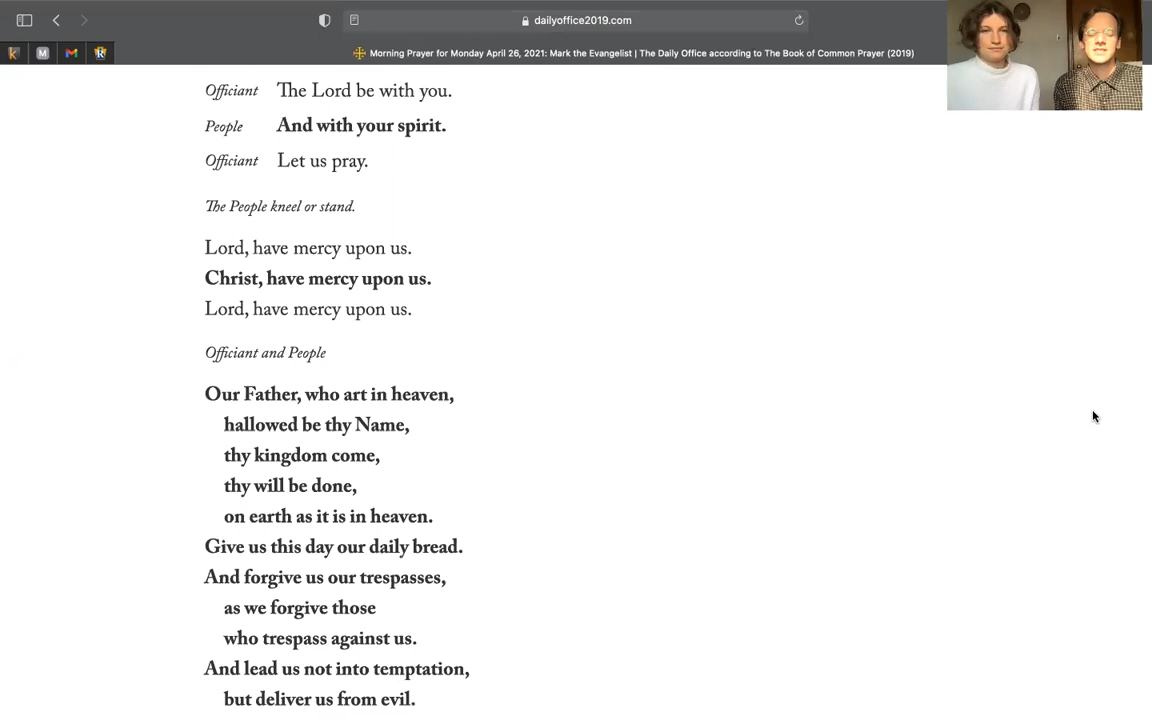 dailyoffice2019.com
K M
Morning Prayer for Monday April 26, 2021: Mark the Evangelist | The Daily Office according to The Book of Common Prayer (2019)
Officiant The Lord be with you.
People And with your spirit.
Officiant Let us pray.
The People kneel or stand.
Lord, have mercy upon us.
Christ, have mercy upon us.
Lord, have mercy upon us.
Officiant and People
Our Father, who art in heaven,
hallowed be thy Name,
thy kingdom come,
thy will be done,
on earth as it is in heaven.
Give us this day our daily bread.
And forgive us our trespasses,
as we forgive those
who trespass against us.
And lead us not into temptation,
but deliver us from evil.